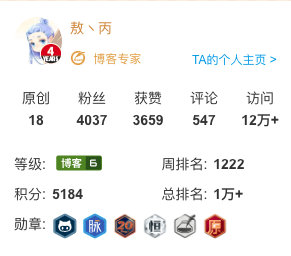 敖丶丙
4
YEARS
博客专家 TA的个人主页 >
原创 粉丝 获赞 评论 访问
18 4037 3659 547 12万+
等级: 博客 6 周排名: 1222
积分: 5184 总排名: 1万+
勋章: 脉 20 恒 原